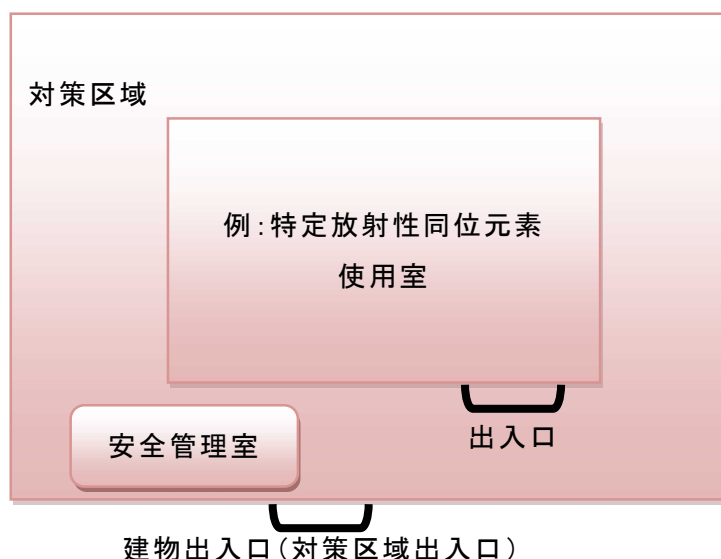 対策区域
例:特定放射性同位元素
使用室
安全管理室
出入口
建物出入口(対策区域出入口)